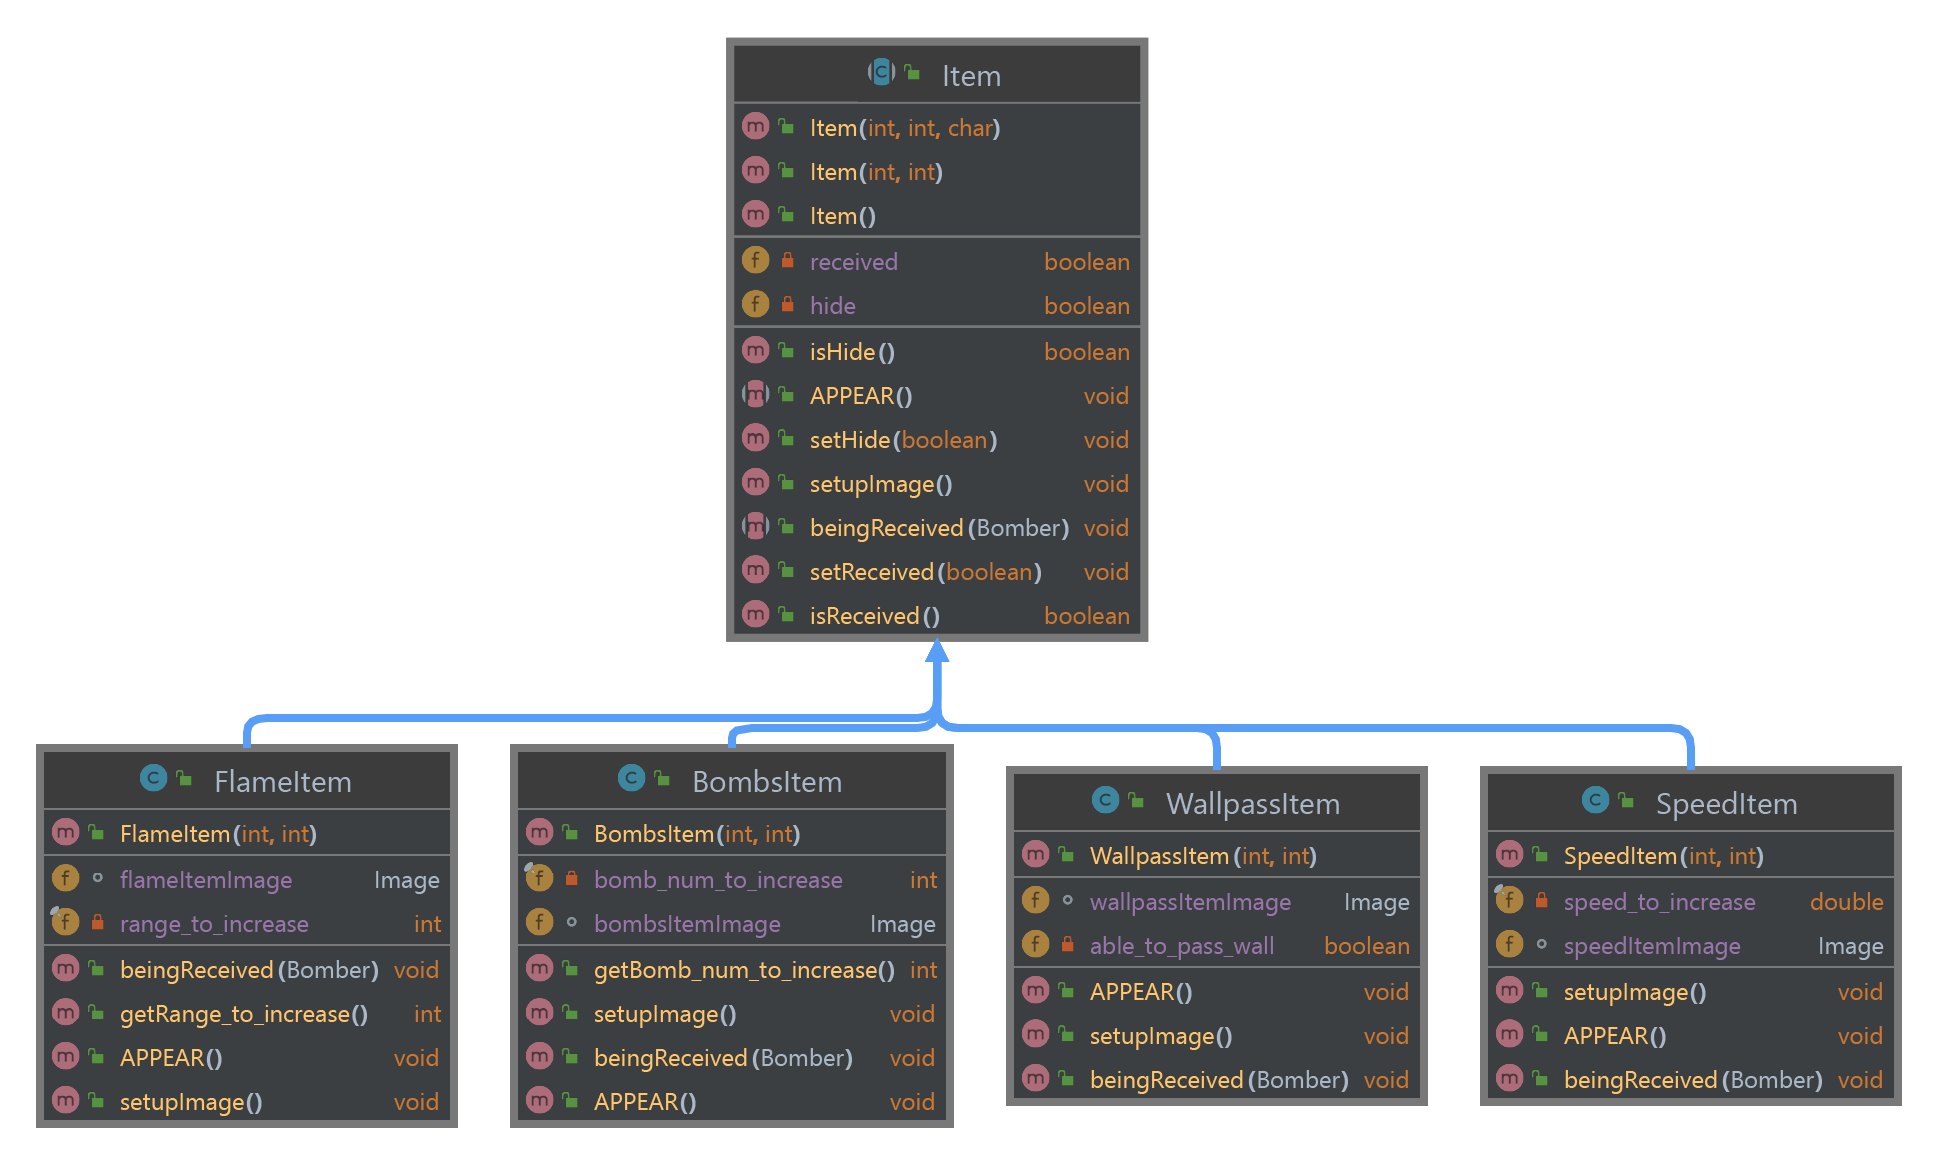 Item
Item(int, int, char)
Item(int, int)
Item()
received boolean
hide boolean
isHide() boolean
APPEAR() void
setHide(boolean) void
setupImage() void
beingReceived(Bomber) void
setReceived(boolean) void
isReceived() boolean
FlameItem
FlameItem(int, int)
flameItemImage Image
range_to_increase int
beingReceived(Bomber) void
getRange_to_increase() int
APPEAR() void
setupImage() void
BombsItem
BombsItem(int, int)
bomb_num_to_increase int
bombsItemImage Image
getBomb_num_to_increase() int
setupImage() void
beingReceived(Bomber) void
APPEAR() void
WallpassItem
WallpassItem(int, int)
wallpassItemImage Image
able_to_pass_wall boolean
APPEAR() void
setupImage() void
beingReceived(Bomber) void
SpeedItem
SpeedItem(int, int)
speed_to_increase double
speedItemImage Image
setupImage() void
APPEAR() void
beingReceived(Bomber) void